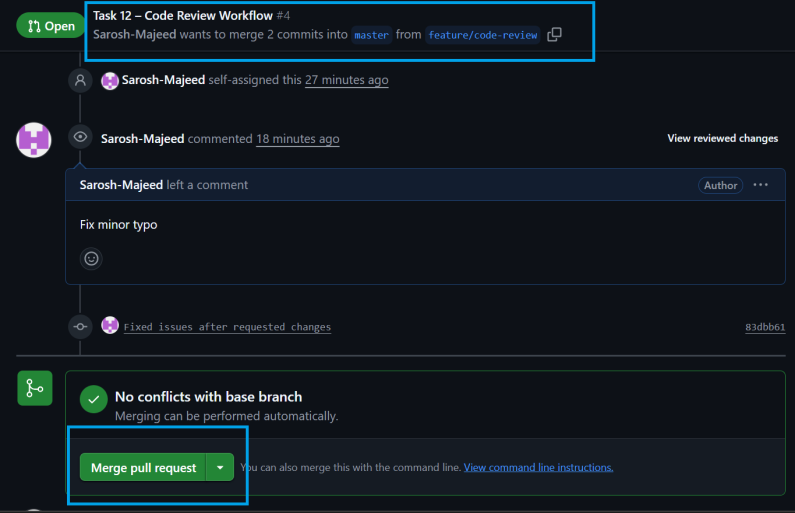 Open
Task 12 – Code Review Workflow #4
Sarosh-Majeed wants to merge 2 commits into master from feature/code-review
Sarosh-Majeed self-assigned this 27 minutes ago
Sarosh-Majeed commented 18 minutes ago
View reviewed changes
Sarosh-Majeed left a comment
Author
Fix minor typo
Fixed issues after requested changes
83dbb61
No conflicts with base branch
Merging can be performed automatically.
Merge pull request
You can also merge this with the command line. View command line instructions.